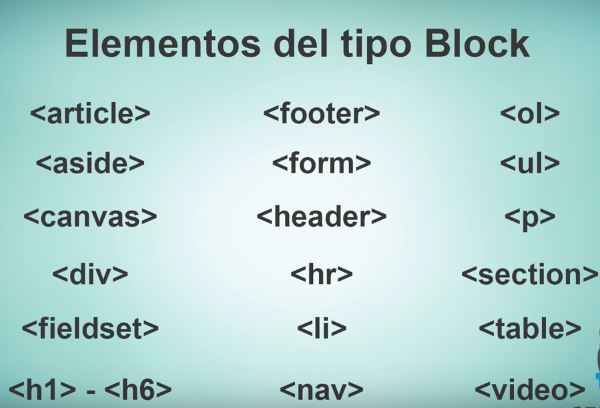 Elementos del tipo Block
<article> <footer> <ol>
<aside> <form> <ul>
<canvas> <header> <p>
<div> <hr> <section>
<fieldset> <li> <table>
<h1> - <h6> <nav> <video>